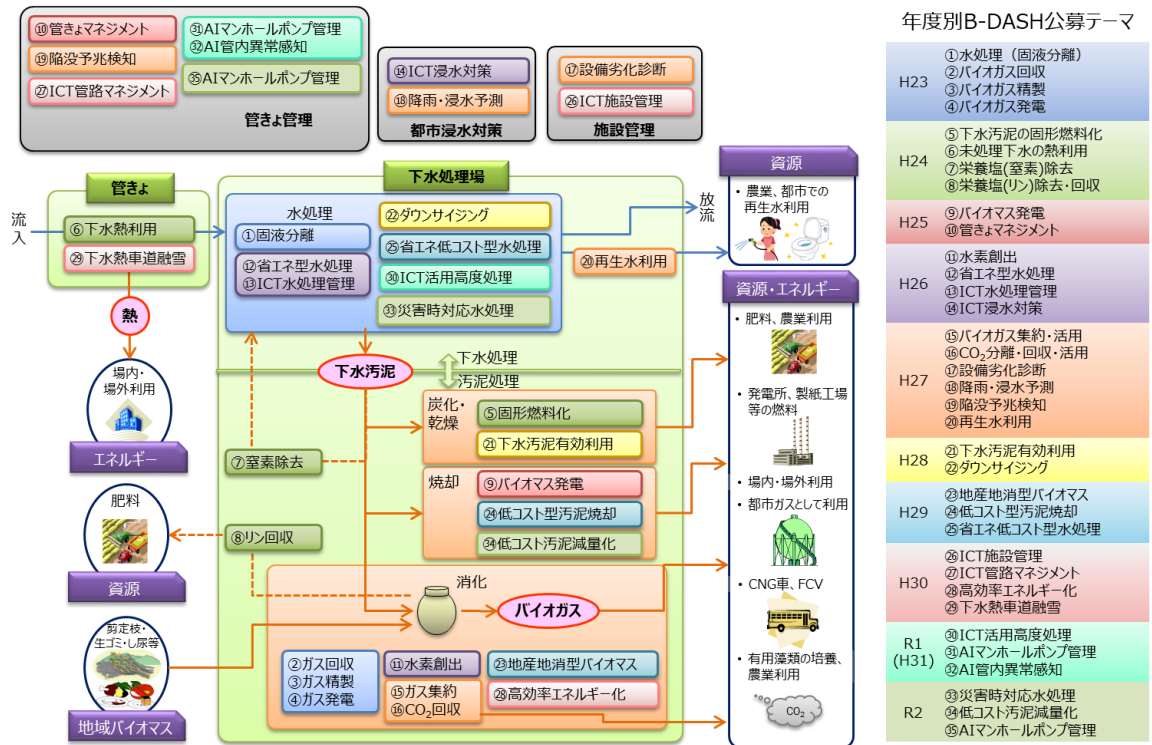 ⑩管きょマネジメント
⑲陥没予兆検知
㉗ICT管路マネジメント
㉛AIマンホールポンプ管理
㉜AI管内異常感知
㉟AIマンホールポンプ管理
管きょ管理
⑭ICT浸水対策
⑱降雨・浸水予測
都市浸水対策
⑰設備劣化診断
㉖ICT施設管理
施設管理
管きょ
流入
⑥下水熱利用
㉙下水熱車道融雪
熱
場内・
場外利用
エネルギー
肥料
資源
剪定枝・
生ゴミ・し尿等
地域バイオマス
下水処理場
水処理
①固液分離
⑫省エネ型水処理
⑬ICT水処理管理
㉒ダウンサイジング
㉕省エネ低コスト型水処理
㉚ICT活用高度処理
㉝災害時対応水処理
放流
⑳再生水利用
下水汚泥
下水処理
汚泥処理
炭化・
乾燥
⑤固形燃料化
㉑下水汚泥有効利用
⑦窒素除去
焼却
⑨バイオマス発電
㉔低コスト型汚泥焼却
㉞低コスト汚泥減量化
⑧リン回収
消化
バイオガス
②ガス回収
③ガス精製
④ガス発電
⑪水素創出
⑮ガス集約
⑯CO₂回収
㉓地産地消型バイオマス
㉘高効率エネルギー化
資源
• 農業、都市での
再生水利用
資源・エネルギー
• 肥料、農業利用
• 発電所、製紙工場
等の燃料
• 場内・場外利用
• 都市ガスとして利用
• CNG車、FCV
• 有用藻類の培養、
農業利用
CO₂
年度別B-DASH公募テーマ
H23
①水処理（固液分離）
②バイオガス回収
③バイオガス精製
④バイオガス発電
H24
⑤下水汚泥の固形燃料化
⑥未処理下水の熱利用
⑦栄養塩(窒素)除去
⑧栄養塩(リン)除去・回収
H25
⑨バイオマス発電
⑩管きょマネジメント
H26
⑪水素創出
⑫省エネ型水処理
⑬ICT水処理管理
⑭ICT浸水対策
H27
⑮バイオガス集約・活用
⑯CO₂分離・回収・活用
⑰設備劣化診断
⑱降雨・浸水予測
⑲陥没予兆検知
⑳再生水利用
H28
㉑下水汚泥有効利用
㉒ダウンサイジング
H29
㉓地産地消型バイオマス
㉔低コスト型汚泥焼却
㉕省エネ低コスト型水処理
H30
㉖ICT施設管理
㉗ICT管路マネジメント
㉘高効率エネルギー化
㉙下水熱車道融雪
R1
(H31)
㉚ICT活用高度処理
㉛AIマンホールポンプ管理
㉜AI管内異常感知
R2
㉝災害時対応水処理
㉞低コスト汚泥減量化
㉟AIマンホールポンプ管理